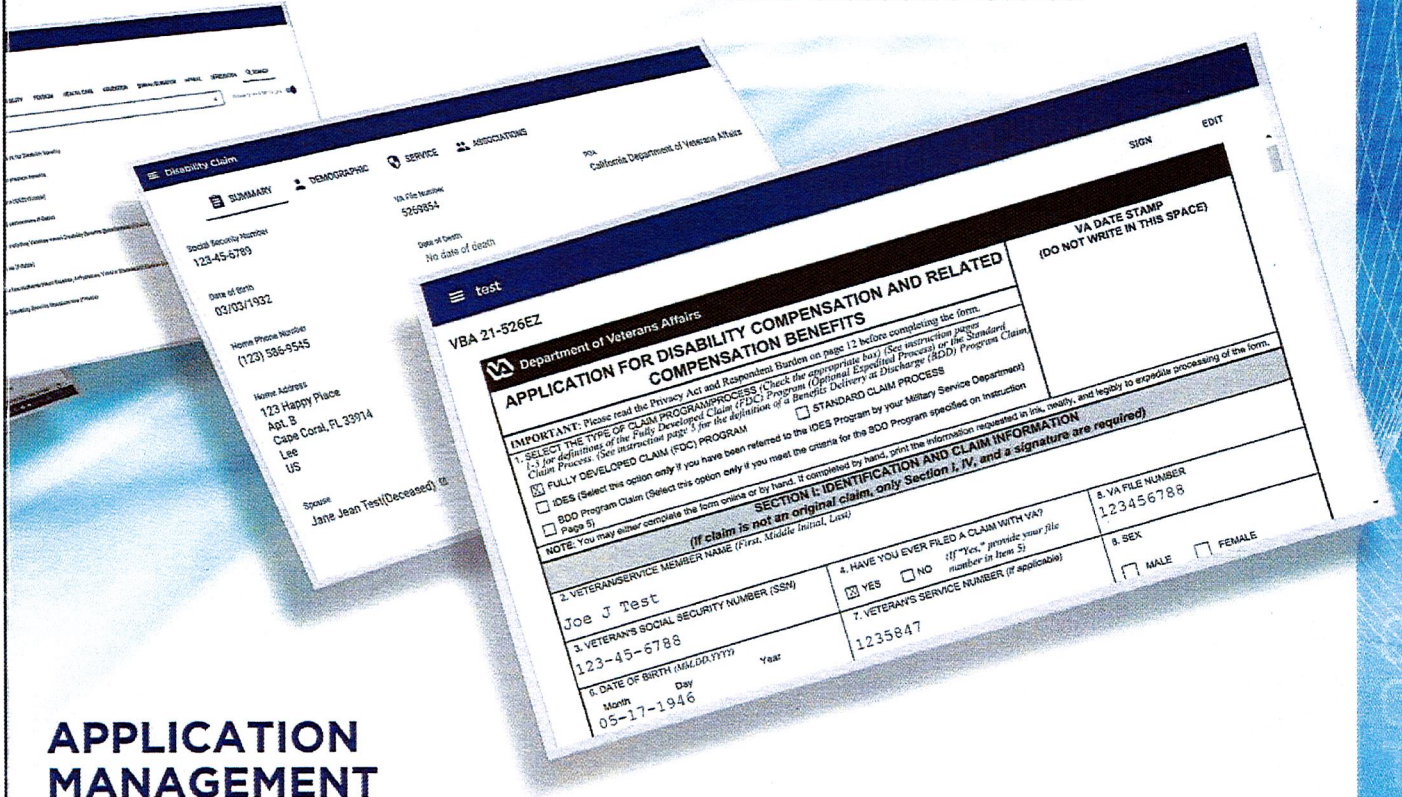 SEARCH
Disability Claim
SUMMARY
DEMOGRAPHIC
SERVICE
ASSOCIATIONS
Social Security Number
123-45-6789
VA File Number
5269854
POA
California Department of Veterans Affairs
Date of Birth
03/03/1932
Date of Death
No date of death
Home Phone Number
(123) 586-9545
Home Address
123 Happy Place
Apt. B
Cape Coral, FL 33914
Lee
US
Spouse
Jane Jean Test(Deceased)
test
SIGN
EDIT
VBA 21-526EZ
VA Department of Veterans Affairs
VA DATE STAMP
(DO NOT WRITE IN THIS SPACE)
APPLICATION FOR DISABILITY COMPENSATION AND RELATED
COMPENSATION BENEFITS
IMPORTANT: Please read the Privacy Act and Respondent Burden on page 12 before completing the form.
1. SELECT THE TYPE OF CLAIM PROGRAM/PROCESS (Check the appropriate box) (See instruction pages
1-3 for definitions of the Fully Developed Claim (FDC) Program (Optional Expedited Process) or the Standard
Claim Process. (See instruction page 5 for the definition of a Benefits Delivery at Discharge (BDD) Program Claim
FULLY DEVELOPED CLAIM (FDC) PROGRAM
STANDARD CLAIM PROCESS
IDES (Select this option only if you have been referred to the IDES Program by your Military Service Department)
BDD Program Claim (Select this option only if you meet the criteria for the BDD Program specified on Instruction
Page 5)
NOTE: You may either complete the form online or by hand. If completed by hand, print the information requested in ink, neatly, and legibly to expedite processing of the form.
SECTION I: IDENTIFICATION AND CLAIM INFORMATION
(If claim is not an original claim, only Section I, IV, and a signature are required)
2. VETERAN/SERVICE MEMBER NAME (First, Middle Initial, Last)
Joe J Test
3. VETERAN'S SOCIAL SECURITY NUMBER (SSN)
123-45-6788
4. HAVE YOU EVER FILED A CLAIM WITH VA?
YES
NO
(If "Yes," provide your file
number in Item 5)
5. VA FILE NUMBER
123456788
6. DATE OF BIRTH (MM,DD,YYYY)
Month
Day
Year
05-17-1946
7. VETERAN'S SERVICE NUMBER (If applicable)
1235847
8. SEX
MALE
FEMALE
APPLICATION
MANAGEMENT